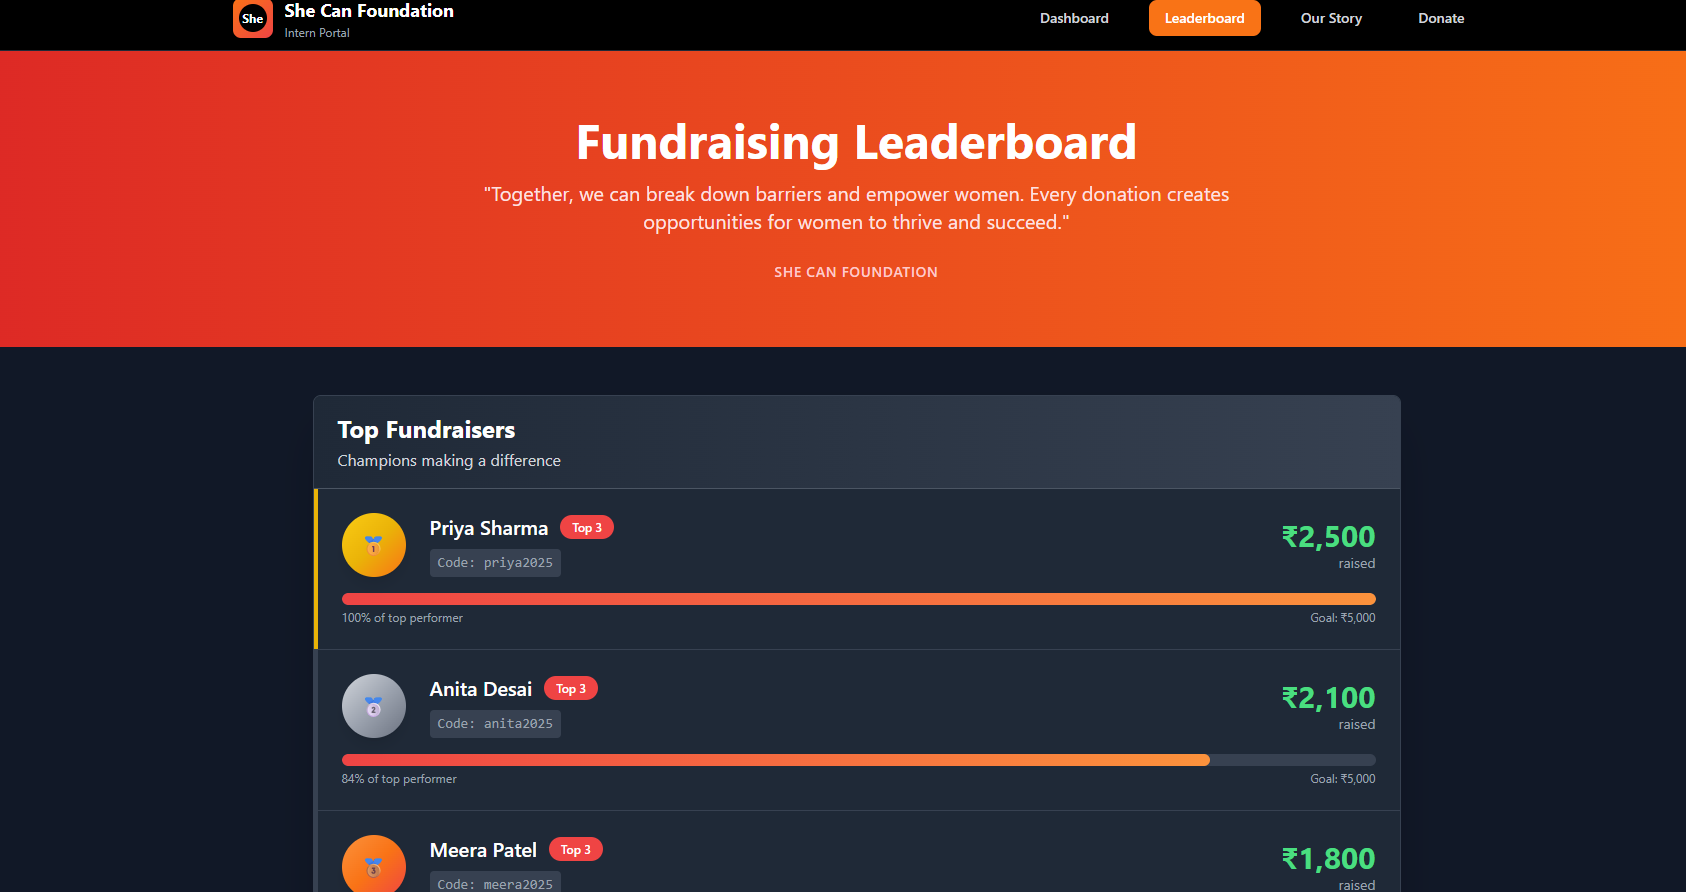 She
She Can Foundation
Intern Portal
Dashboard
Leaderboard
Our Story
Donate
Fundraising Leaderboard
"Together, we can break down barriers and empower women. Every donation creates
opportunities for women to thrive and succeed."
SHE CAN FOUNDATION
Top Fundraisers
Champions making a difference
1
Priya Sharma
Top 3
Code: priya2025
₹2,500
raised
100% of top performer
Goal: ₹5,000
2
Anita Desai
Top 3
Code: anita2025
₹2,100
raised
84% of top performer
Goal: ₹5,000
3
Meera Patel
Top 3
Code: meera2025
₹1,800
raised